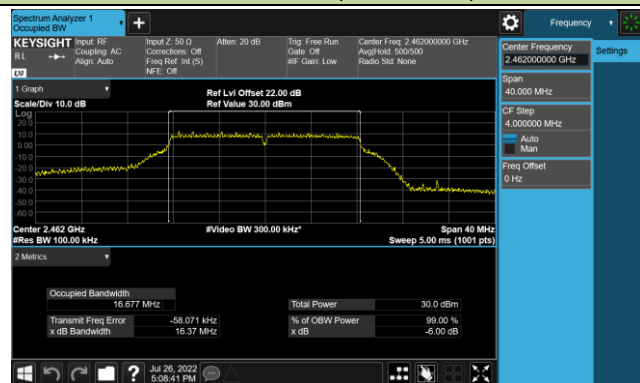 Spectrum Analyzer 1
Occupied BW
Frequency
KEYSIGHT
R L
LXI
Input: RF
Coupling: AC
Align: Auto
Input Z: 50 Ω
Corrections: Off
Freq Ref: Int (S)
NFE: Off
Atten: 20 dB
Trig: Free Run
Gate: Off
#IF Gain: Low
Center Freq: 2.462000000 GHz
Avg|Hold: 500/500
Radio Std: None
Center Frequency
2.462000000 GHz
Settings
Span
40.000 MHz
CF Step
4.000000 MHz
Auto
Man
Freq Offset
0 Hz
1 Graph
Scale/Div 10.0 dB
Ref Lvl Offset 22.00 dB
Ref Value 30.00 dBm
Log
20.0
10.0
0.00
-10.0
-20.0
-30.0
-40.0
-50.0
-60.0
Center 2.462 GHz
#Video BW 300.00 kHz*
Span 40 MHz
#Res BW 100.00 kHz
Sweep 5.00 ms (1001 pts)
2 Metrics
Occupied Bandwidth
16.677 MHz
Total Power
30.0 dBm
Transmit Freq Error
-58.071 kHz
% of OBW Power
99.00 %
x dB Bandwidth
16.37 MHz
x dB
-6.00 dB
?
Jul 26, 2022
5:08:41 PM